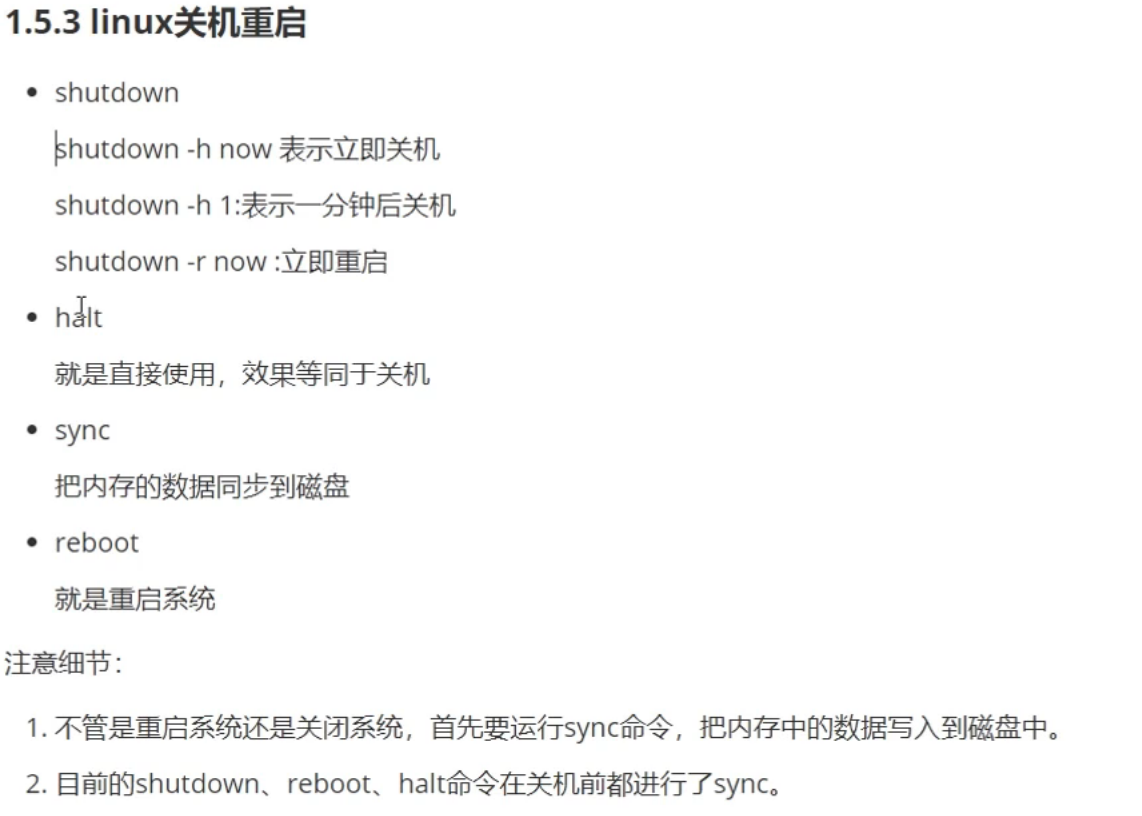 1.5.3 linux关机重启
shutdown
shutdown -h now 表示立即关机
shutdown -h 1:表示一分钟后关机
shutdown -r now :立即重启
halt
就是直接使用，效果等同于关机
sync
把内存的数据同步到磁盘
reboot
就是重启系统
注意细节：
1. 不管是重启系统还是关闭系统，首先要运行sync命令，把内存中的数据写入到磁盘中。
2. 目前的shutdown、reboot、halt命令在关机前都进行了sync。